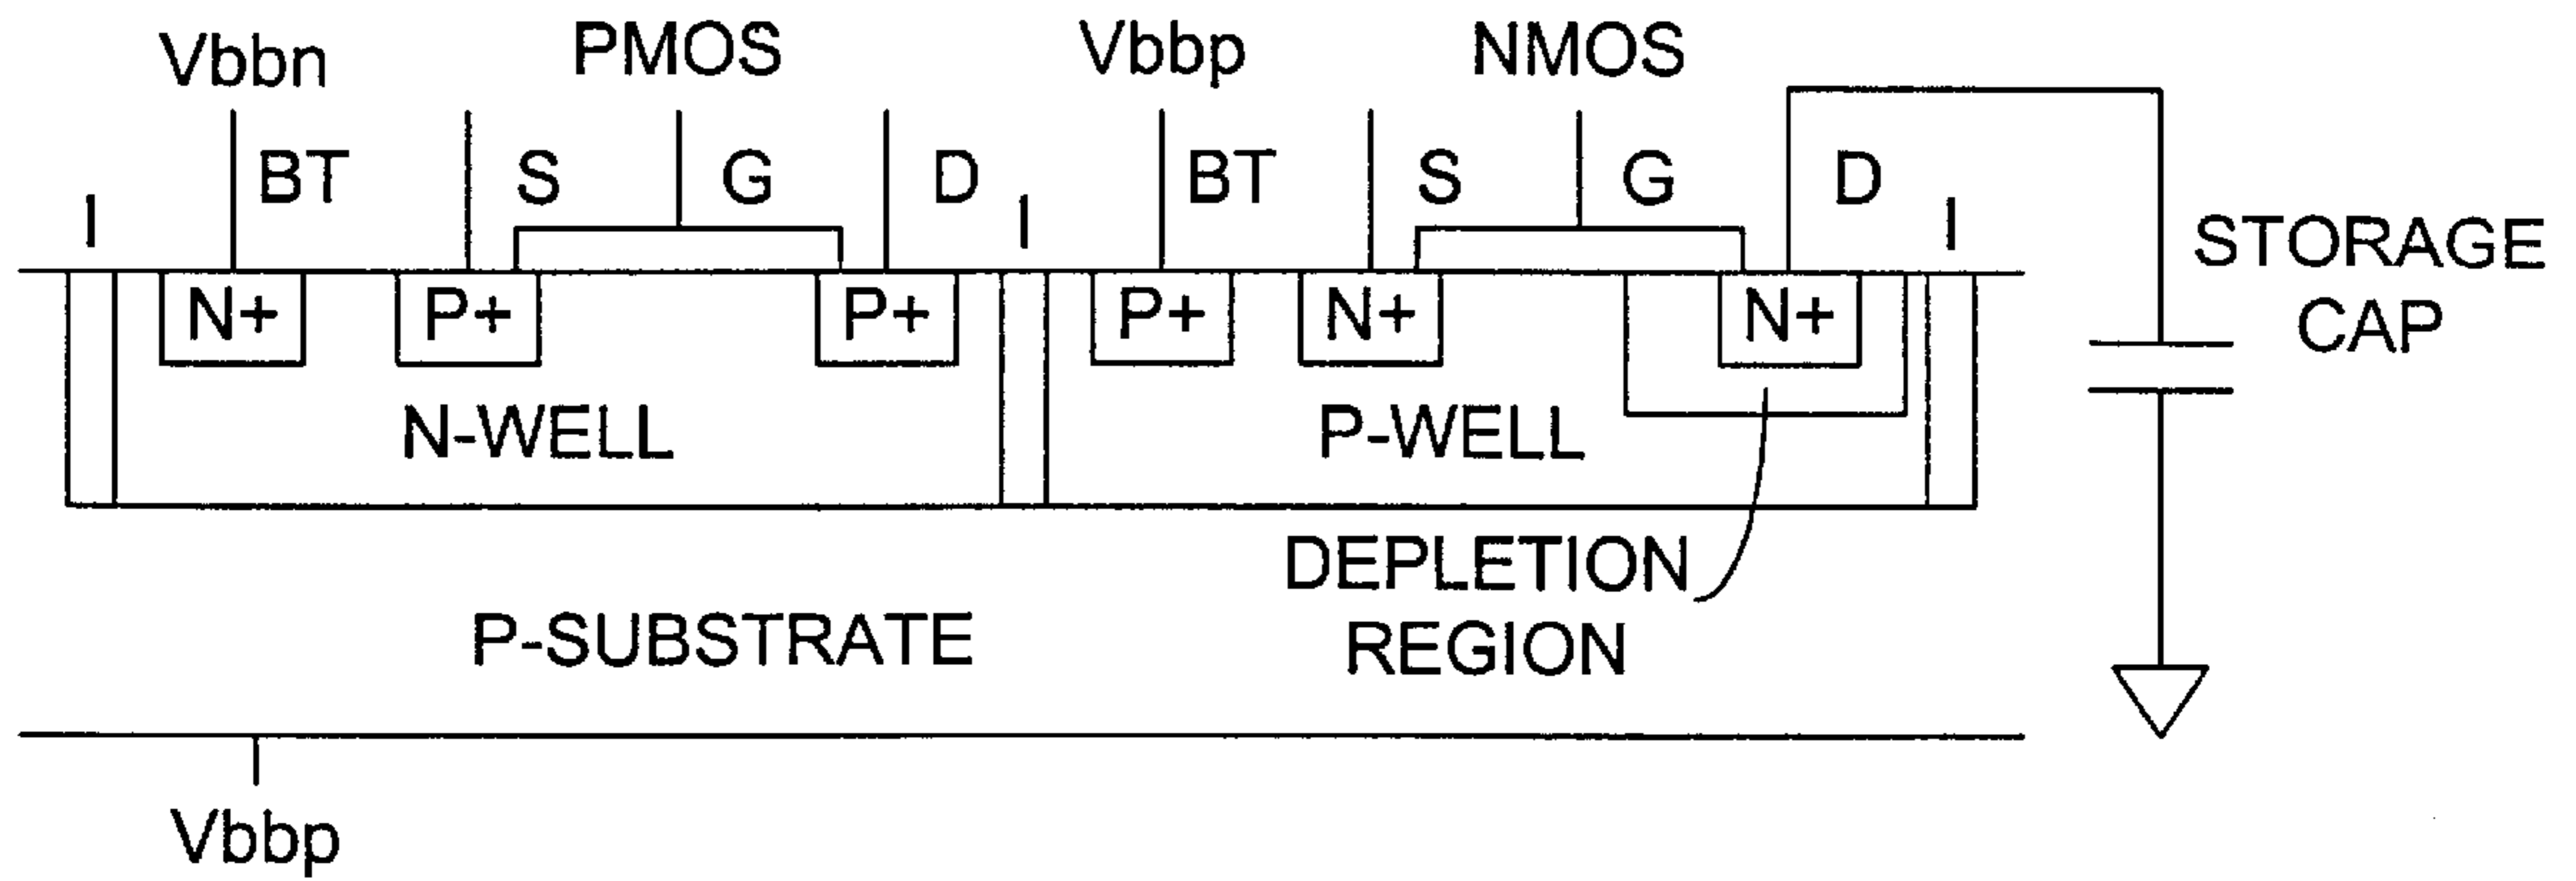 Vbbn PMOS Vbbp NMOS
BT S G D BT S G D
I I I
STORAGE
CAP
N+ P+ P+ P+ N+ N+
N-WELL P-WELL
DEPLETION
REGION
P-SUBSTRATE
Vbbp